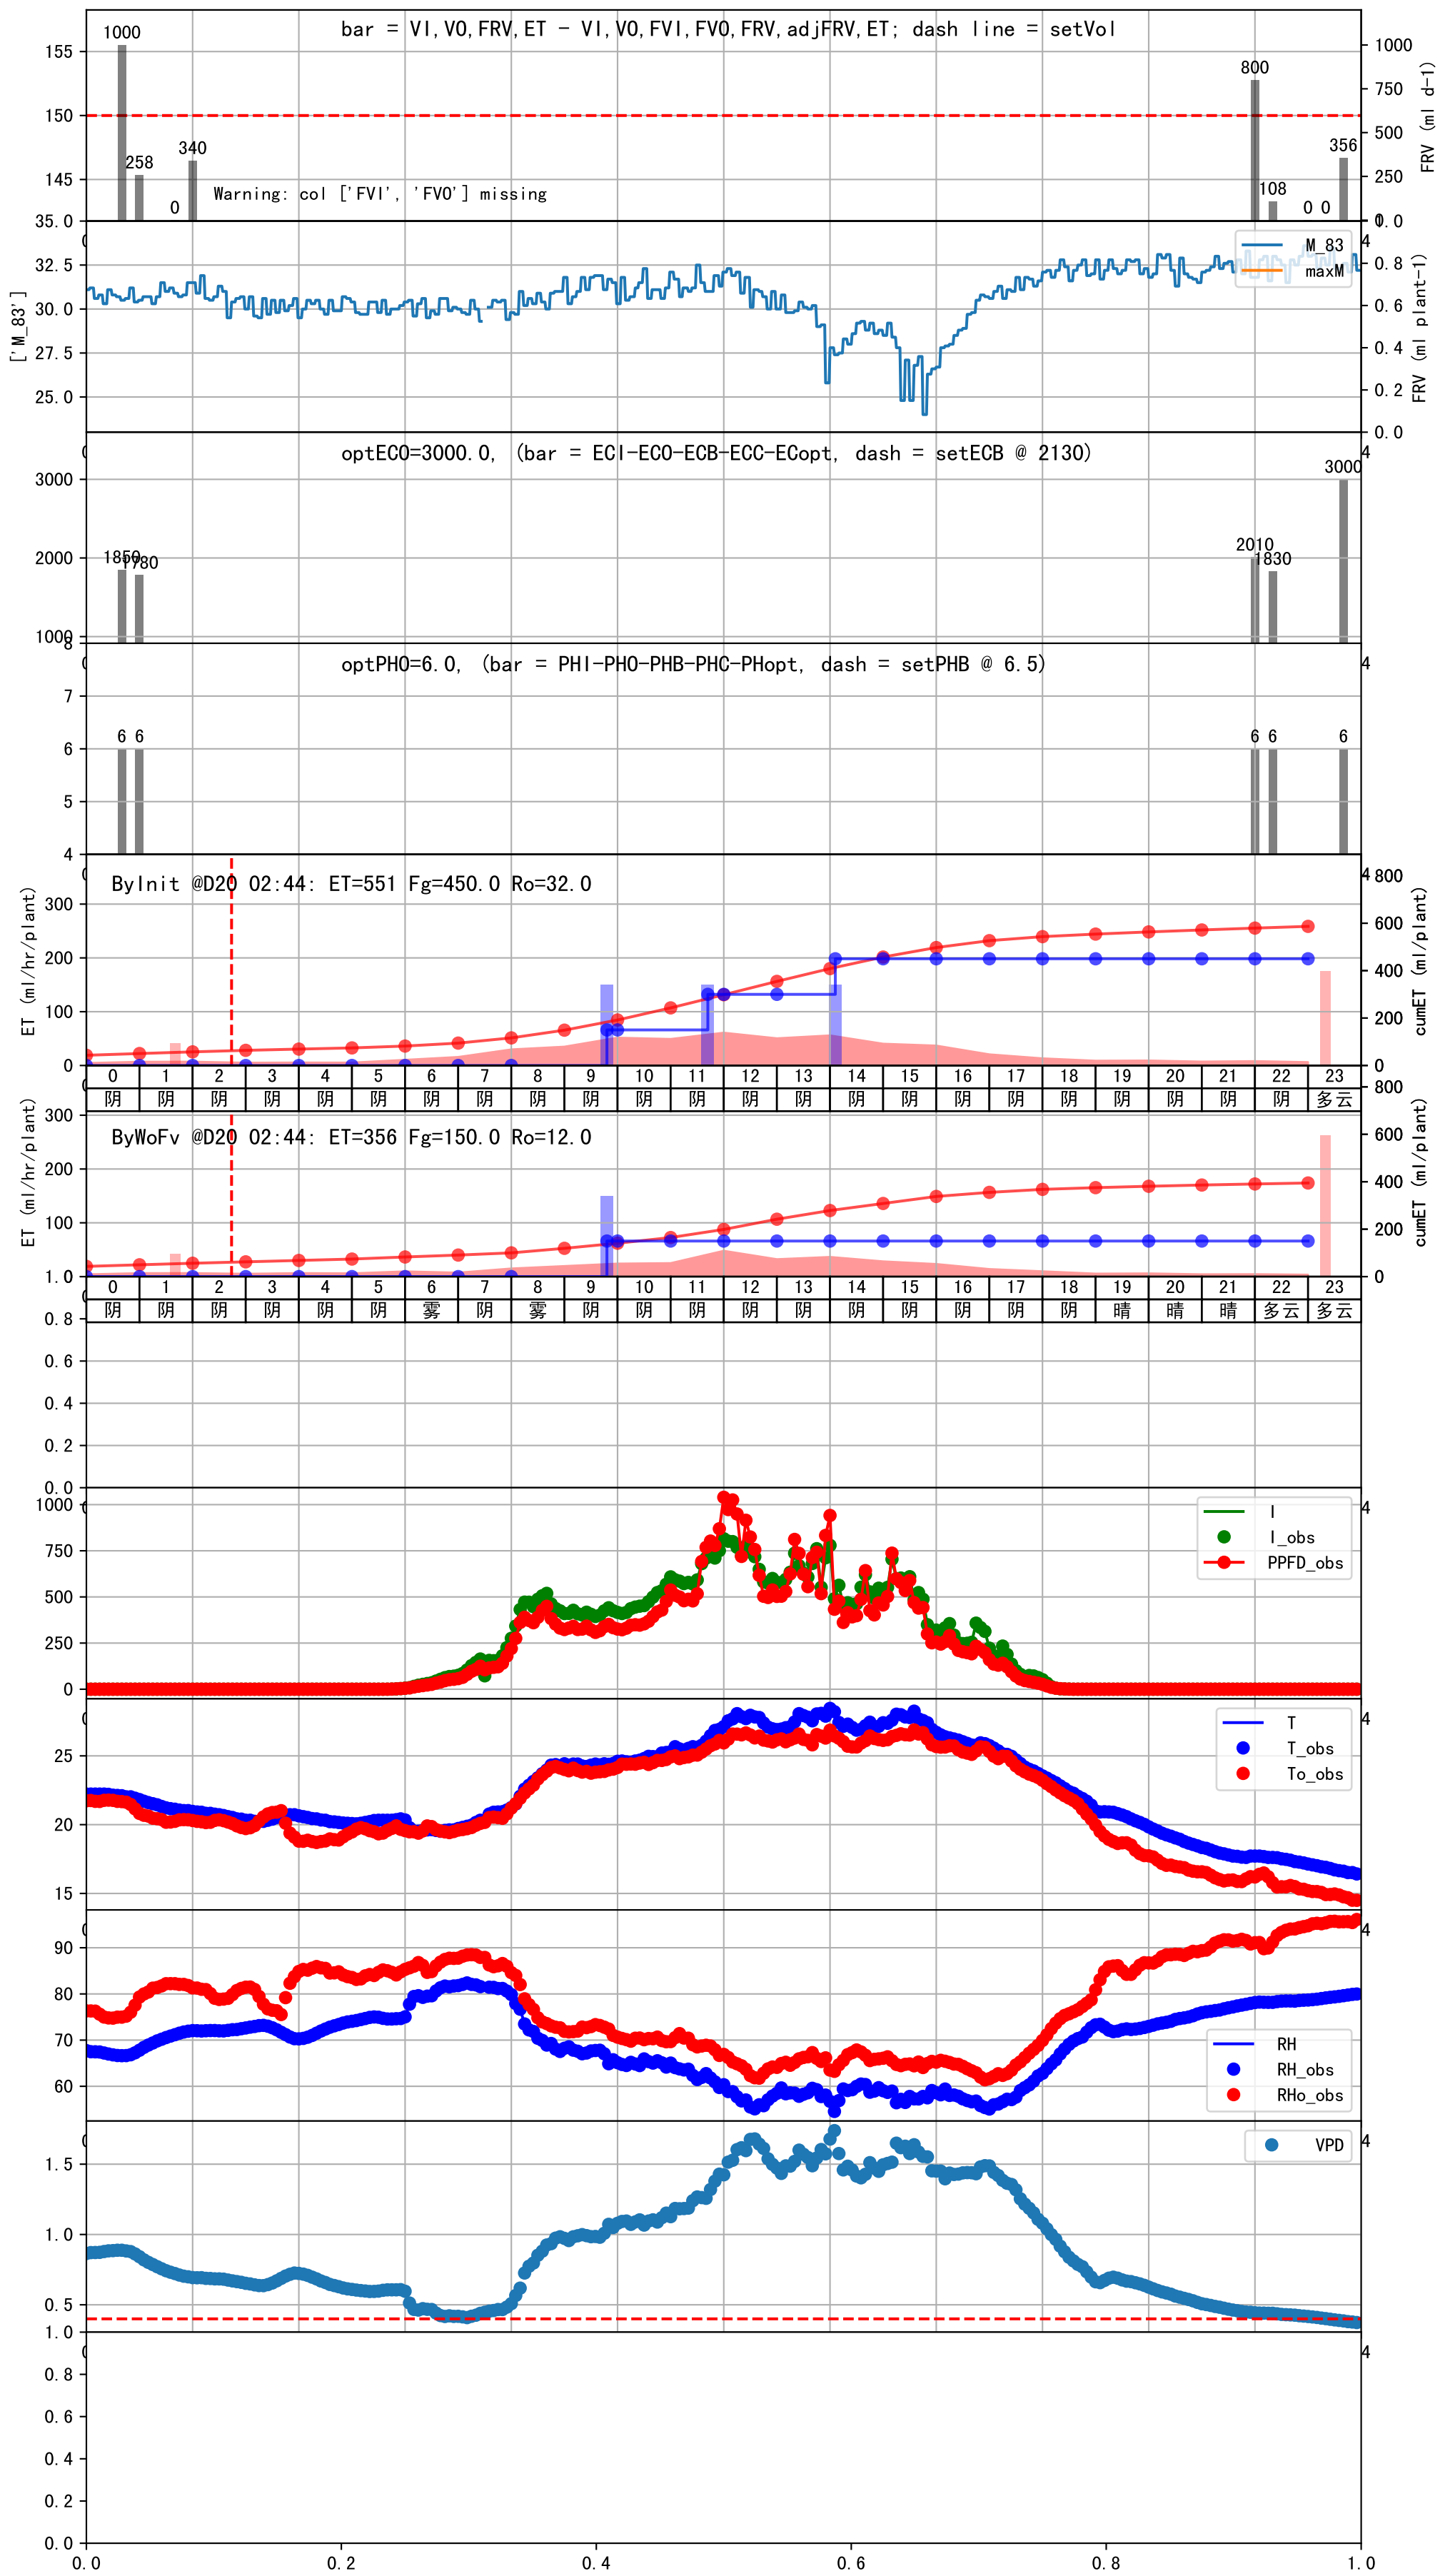 bar = VI,VO,FRV,ET - VI,VO,FVI,FVO,FRV,adjFRV,ET; dash line = setVol
1000
258
0
340
800
108
0 0
356
Warning: col ['FVI', 'FVO'] missing
155
150
145
1000
750
500
250
0
FRV (ml d-1)
35.0
32.5
30.0
27.5
25.0
['M_83']
M_83
maxM
1.0
0.8
0.6
0.4
0.2
0.0
FRV (ml plant-1)
optECO=3000.0, (bar = ECI-ECO-ECB-ECC-ECopt, dash = setECB @ 2130)
1850
1780
2010
1830
3000
3000
2000
1000
optPHO=6.0, (bar = PHI-PHO-PHB-PHC-PHopt, dash = setPHB @ 6.5)
6 6
6 6
6
8
7
6
5
4
ByInit @D20 02:44: ET=551 Fg=450.0 Ro=32.0
300
200
100
0
ET (ml/hr/plant)
800
600
400
200
0
cumET (ml/plant)
0 1 2 3 4 5 6 7 8 9 10 11 12 13 14 15 16 17 18 19 20 21 22 23
阴 阴 阴 阴 阴 阴 阴 阴 阴 阴 阴 阴 阴 阴 阴 阴 阴 阴 阴 阴 阴 阴 阴 多云
ByWoFv @D20 02:44: ET=356 Fg=150.0 Ro=12.0
300
200
100
ET (ml/hr/plant)
800
600
400
200
0
cumET (ml/plant)
0 1 2 3 4 5 6 7 8 9 10 11 12 13 14 15 16 17 18 19 20 21 22 23
阴 阴 阴 阴 阴 阴 雾 阴 雾 阴 阴 阴 阴 阴 阴 阴 阴 阴 阴 晴 晴 晴 多云 多云
1.0
0.8
0.6
0.4
0.2
0.0
1000
750
500
250
0
I
I_obs
PPFD_obs
25
20
15
T
T_obs
To_obs
90
80
70
60
RH
RH_obs
RHo_obs
1.5
1.0
0.5
VPD
1.0
0.8
0.6
0.4
0.2
0.0
0.0 0.2 0.4 0.6 0.8 1.0